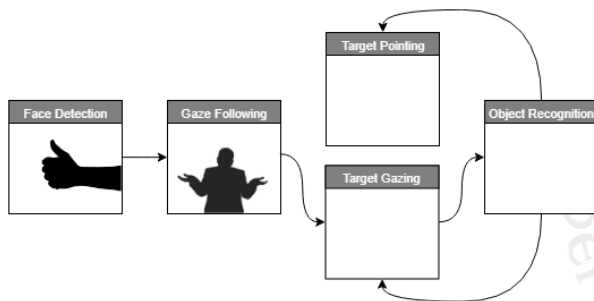 Target Pointing
Face Detection
Gaze Following
Object Recognition
Target Gazing